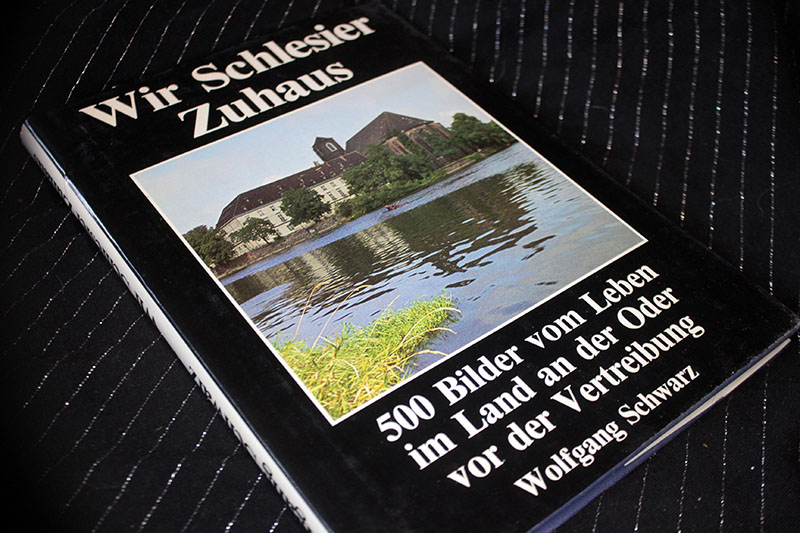 Wir Schlesier
Zuhaus
500 Bilder vom Leben
im Land an der Oder
vor der Vertreibung
Wolfgang Schwarz